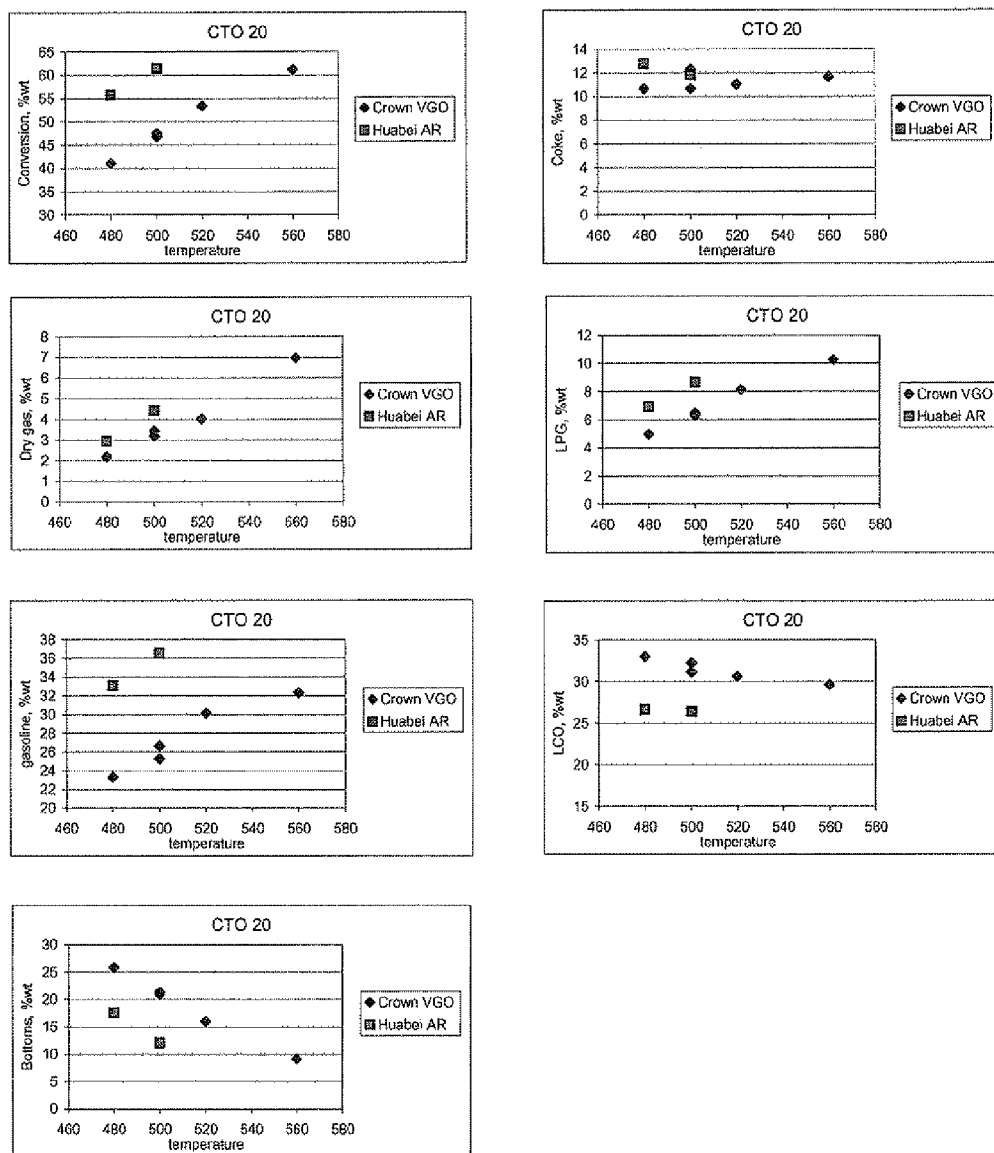 CTO 20
65
60
55
50
45
40
35
30
Conversion, %wt
460 480 500 520 540 560 580
temperature
Crown VGO
Huabei AR
CTO 20
14
12
10
8
6
4
2
0
Coke, %wt
460 480 500 520 540 560 580
temperature
Crown VGO
Huabei AR
CTO 20
8
7
6
5
4
3
2
1
0
Dry gas, %wt
460 480 500 520 540 560 580
temperature
Crown VGO
Huabei AR
CTO 20
12
10
8
6
4
2
0
LPG, %wt
460 480 500 520 540 560 580
temperature
Crown VGO
Huabei AR
CTO 20
38
36
34
32
30
28
26
24
22
20
gasoline, %wt
460 480 500 520 540 560 580
temperature
Crown VGO
Huabei AR
CTO 20
35
30
25
20
15
LCO, %wt
460 480 500 520 540 560 580
temperature
Crown VGO
Huabei AR
CTO 20
30
25
20
15
10
5
0
Bottoms, %wt
460 480 500 520 540 560 580
temperature
Crown VGO
Huabei AR